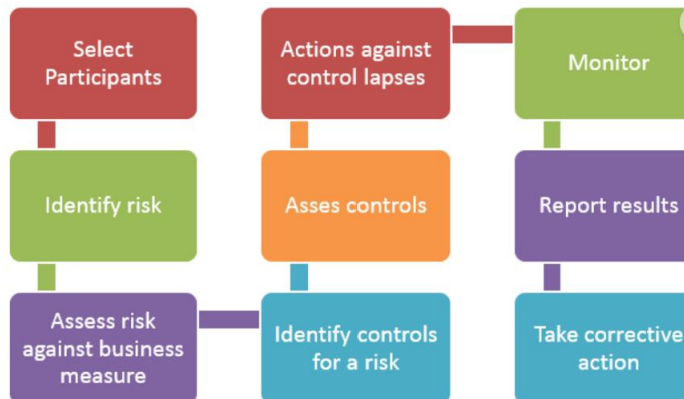 Select
Participants
Identify risk
Assess risk
against business
measure
Identify controls
for a risk
Asses controls
Actions against
control lapses
Monitor
Report results
Take corrective
action